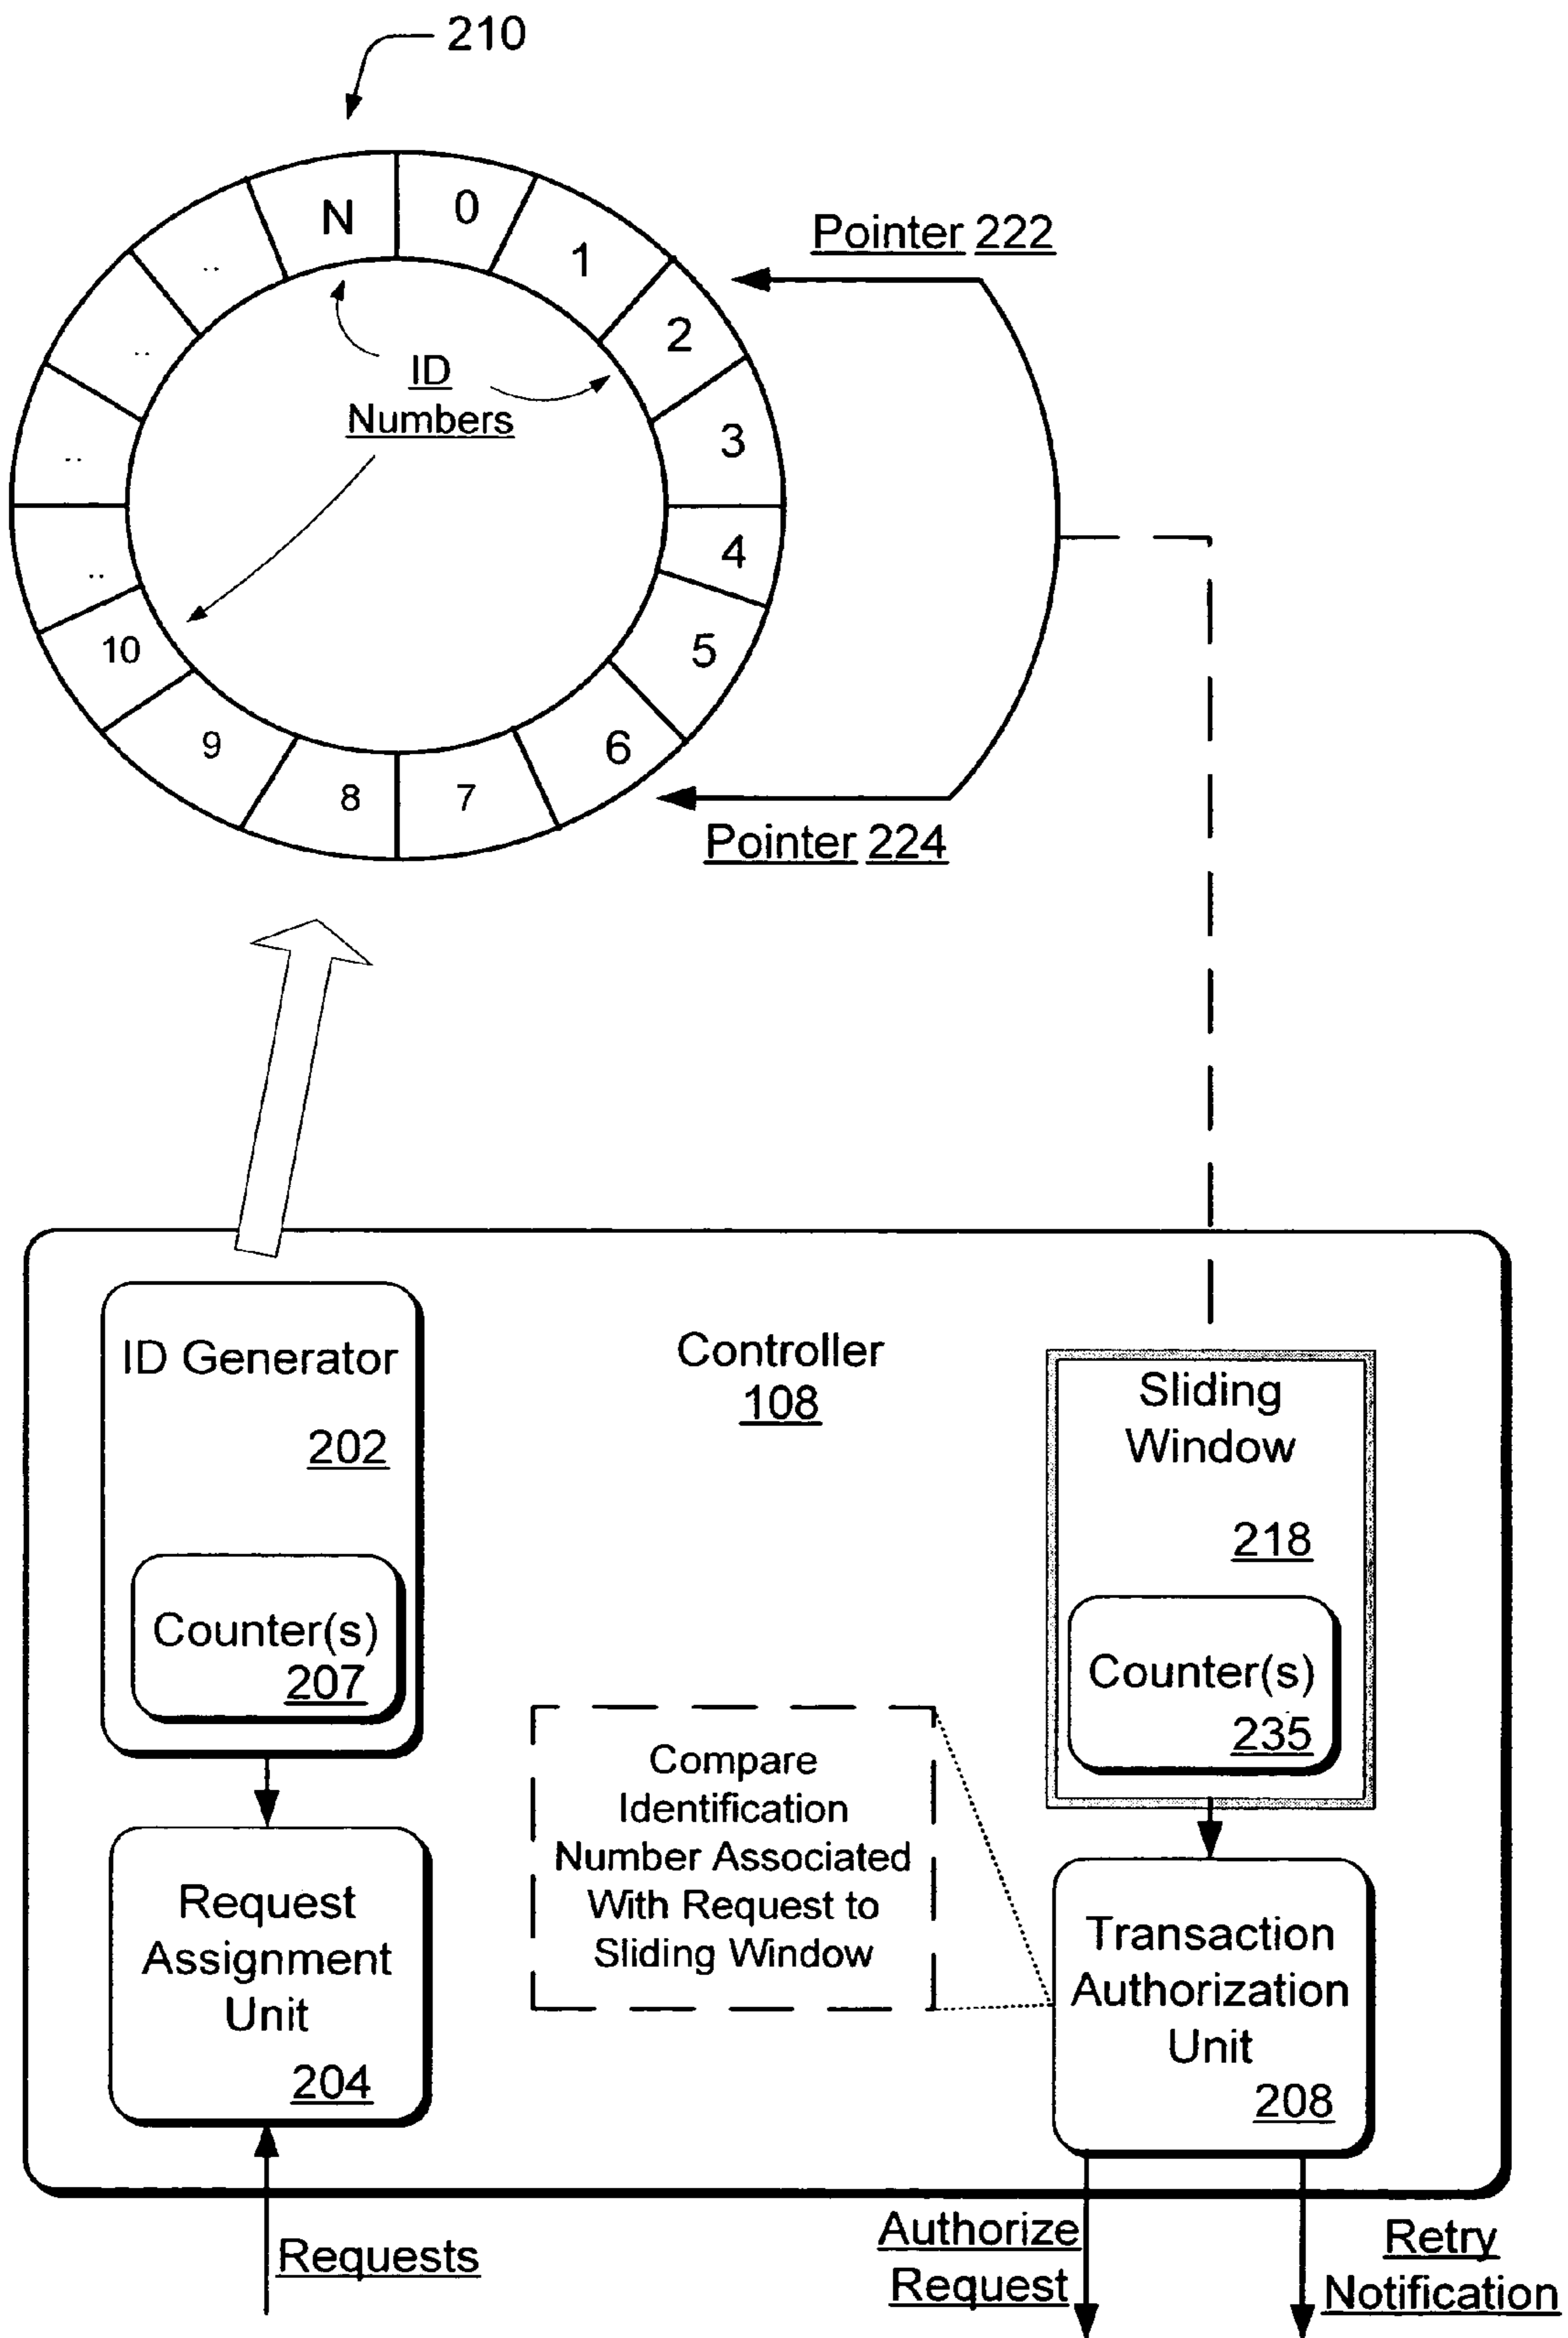 210
N
0
1
2
3
4
5
6
7
8
9
10
..
..
..
..
ID
Numbers
Pointer 222
Pointer 224
Controller
108
ID Generator
202
Counter(s)
207
Request
Assignment
Unit
204
Requests
Compare
Identification
Number Associated
With Request to
Sliding Window
Sliding
Window
218
Counter(s)
235
Transaction
Authorization
Unit
208
Authorize
Request
Retry
Notification